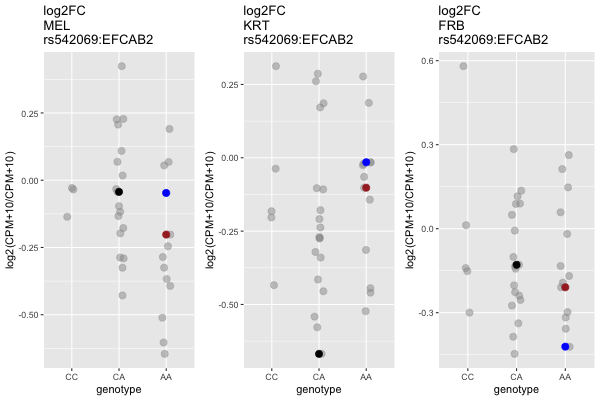 log2FC
MEL
rs542069:EFCAB2
log2(CPM+10/CPM+10)
0.25
0.00
-0.25
-0.50
CC
CA
AA
genotype
log2FC
KRT
rs542069:EFCAB2
log2(CPM+10/CPM+10)
0.25
0.00
-0.25
-0.50
CC
CA
AA
genotype
log2FC
FRB
rs542069:EFCAB2
log2(CPM+10/CPM+10)
0.6
0.3
0.0
-0.3
CC
CA
AA
genotype